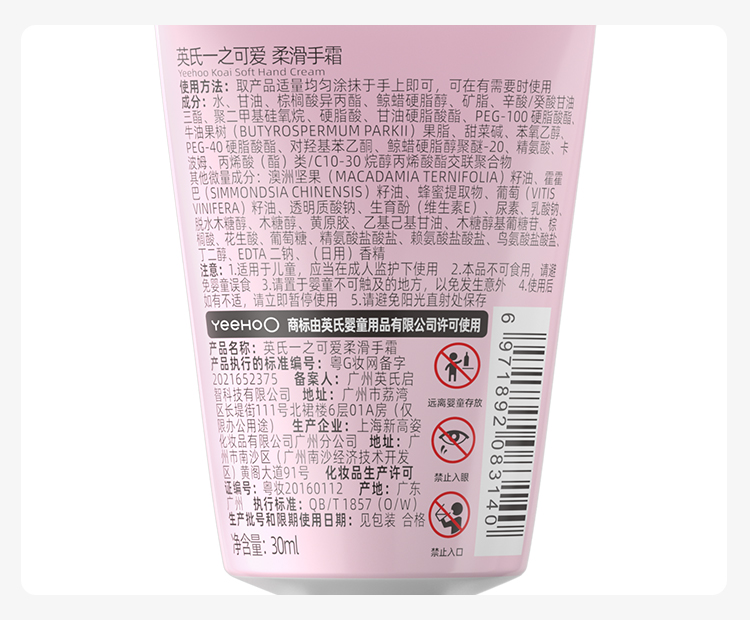 英氏一之可爱 柔滑手霜
Yeehoo Koai Soft Hand Cream
使用方法：取产品适量均匀涂抹于手上即可，可在有需要时使用
成分：水、甘油、棕榈酸异丙酯、鲸蜡硬脂醇、矿脂、辛酸/癸酸甘油
三酯、聚二甲基硅氧烷、硬脂酸、甘油硬脂酸酯、PEG-100 硬脂酸酯、
牛油果树（BUTYROSPERMUM PARKII）果脂、甜菜碱、苯氧乙醇、
PEG-40 硬脂酸酯、对羟基苯乙酮、鲸蜡硬脂醇聚醚-20、精氨酸、卡
波姆、丙烯酸（酯）类/C10-30 烷醇丙烯酸酯交联聚合物
其他微量成分：澳洲坚果（MACADAMIA TERNIFOLIA）籽油、霍霍
巴（SIMMONDSIA CHINENSIS）籽油、蜂蜜提取物、葡萄（VITIS
VINIFERA）籽油、透明质酸钠、生育酚（维生素E）、尿素、乳酸钠、
脱水木糖醇、木糖醇、黄原胶、乙基己基甘油、木糖醇基葡糖苷、棕
榈酸、花生酸、葡萄糖、精氨酸盐酸盐、赖氨酸盐酸盐、鸟氨酸盐酸盐、
丁二醇、EDTA 二钠、（日用）香精
注意：1.适用于儿童，应当在成人监护下使用 2.本品不可食用，请避
免婴童误食 3.请置于婴童不可触及的地方，以免发生意外 4.使用后
如有不适，请立即暂停使用 5.请避免阳光直射处保存
YeeHoO 商标由英氏婴童用品有限公司许可使用
产品名称：英氏一之可爱柔滑手霜
产品执行的标准编号：粤G妆网备字
2021652375 备案人：广州英氏启
智科技有限公司 地址：广州市荔湾
区长堤街111号北裙楼6层01A房（仅
限办公用途） 生产企业：上海新高姿
化妆品有限公司广州分公司 地址：广
州市南沙区（广州南沙经济技术开发
区）黄阁大道91号 化妆品生产许可
证编号：粤妆20160112 产地：广东
广州 执行标准：QB/T 1857（O/W）
生产批号和限期使用日期：见包装 合格
净含量：30ml
远离婴童存放
禁止入眼
禁止入口
6 971892 083140